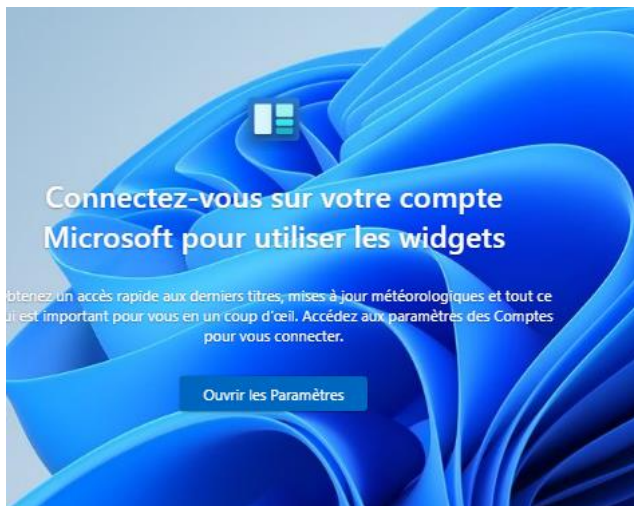 Connectez-vous sur votre compte
Microsoft pour utiliser les widgets
btenez un accès rapide aux derniers titres, mises à jour météorologiques et tout ce
ui est important pour vous en un coup d'œil. Accédez aux paramètres des Comptes
pour vous connecter.
Ouvrir les Paramètres